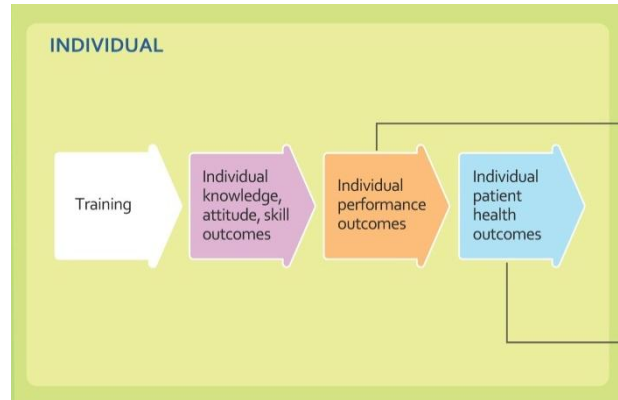 INDIVIDUAL
Training
Individual
knowledge,
attitude, skill
outcomes
Individual
performance
outcomes
Individual
patient
health
outcomes